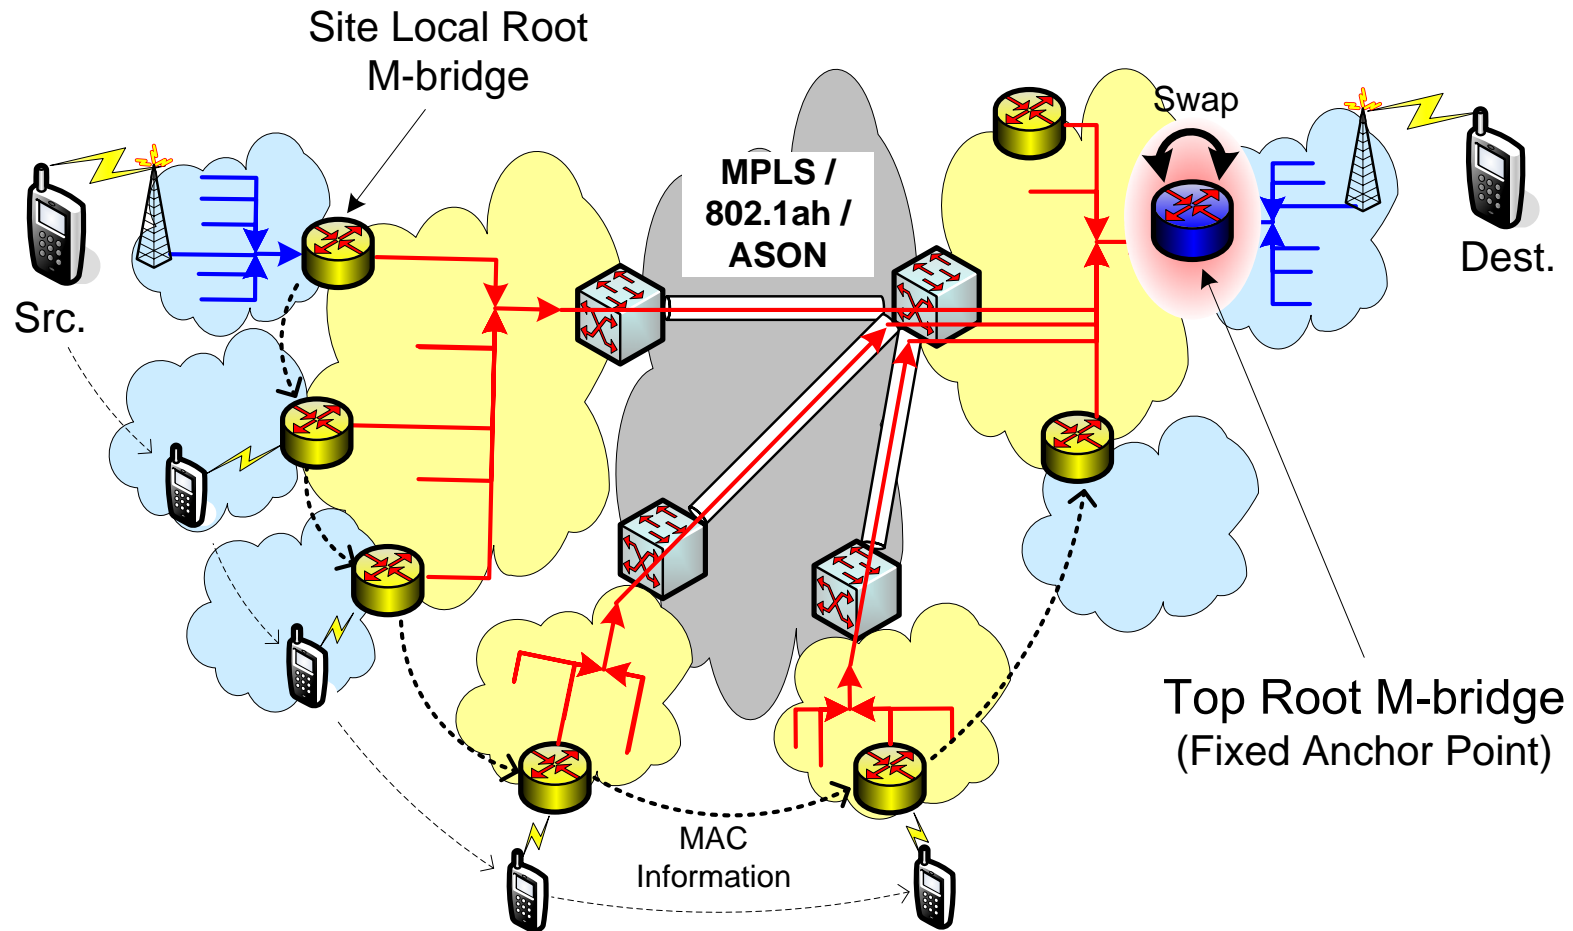 Site Local Root
M-bridge
Swap
MPLS /
802.1ah /
ASON
Src.
Dest.
Top Root M-bridge
(Fixed Anchor Point)
MAC
Information